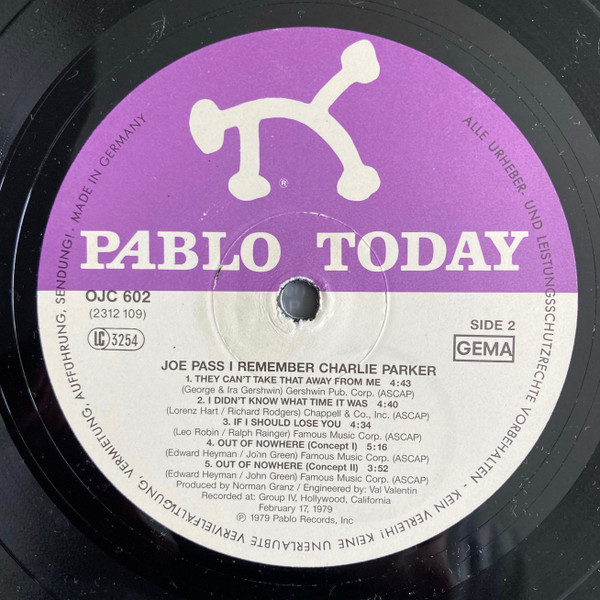 ALLE URHEBER- UND LEISTUNGSSCHUTZRECHTE VORBEHALTEN - KEIN VERLEIH! KEINE UNERLAUBTE VERVIELFÄLTIGUNG, VERMIETUNG, AUFFÜHRUNG, SENDUNG!. MADE IN GERMANY
®
PABLO TODAY
OJC 602
(2312 109)
LC 3254
SIDE 2
GEMA
JOE PASS I REMEMBER CHARLIE PARKER
1. THEY CAN'T TAKE THAT AWAY FROM ME 4:43
(George & Ira Gershwin) Gershwin Pub. Corp. (ASCAP)
2. I DIDN'T KNOW WHAT TIME IT WAS 4:40
(Lorenz Hart / Richard Rodgers) Chappell & Co., Inc. (ASCAP)
3. IF I SHOULD LOSE YOU 4:34
(Leo Robin / Ralph Rainger) Famous Music Corp. (ASCAP)
4. OUT OF NOWHERE (Concept I) 5:16
(Edward Heyman / John Green) Famous Music Corp. (ASCAP)
5. OUT OF NOWHERE (Concept II) 3:52
(Edward Heyman / John Green) Famous Music Corp. (ASCAP)
Produced by Norman Granz / Engineered by: Val Valentin
Recorded at: Group IV, Hollywood, California
February 17, 1979
℗ 1979 Pablo Records, Inc